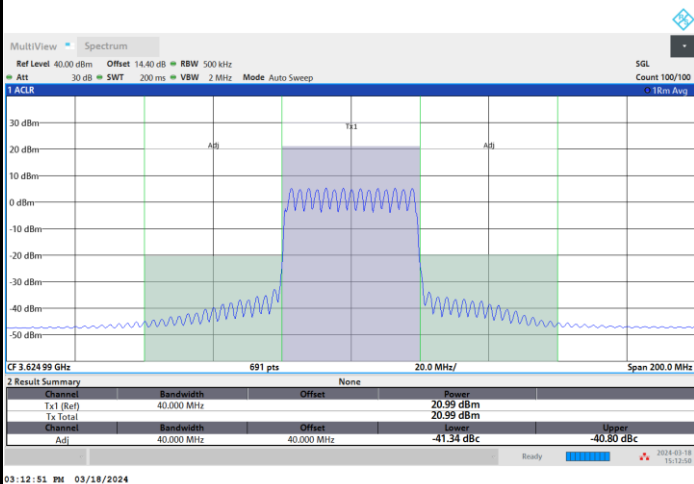 MultiView Spectrum
Ref Level 40.00 dBm Offset 14.40 dB RBW 500 kHz SGL
Att 30 dB SWT 200 ms VBW 2 MHz Mode Auto Sweep Count 100/100
1 ACLR 1Rm Avg
30 dBm
Tx1
20 dBm
Adj Adj
10 dBm
0 dBm
-10 dBm
-20 dBm
-30 dBm
-40 dBm
-50 dBm
CF 3.624 99 GHz 691 pts 20.0 MHz/ Span 200.0 MHz
2 Result Summary None
Channel Bandwidth Offset Power
Tx1 (Ref) 40.000 MHz 20.99 dBm
Tx Total 20.99 dBm
Channel Bandwidth Offset Lower Upper
Adj 40.000 MHz 40.000 MHz -41.34 dBc -40.80 dBc
Ready 2024-03-18
15:12:50
03:12:51 PM 03/18/2024